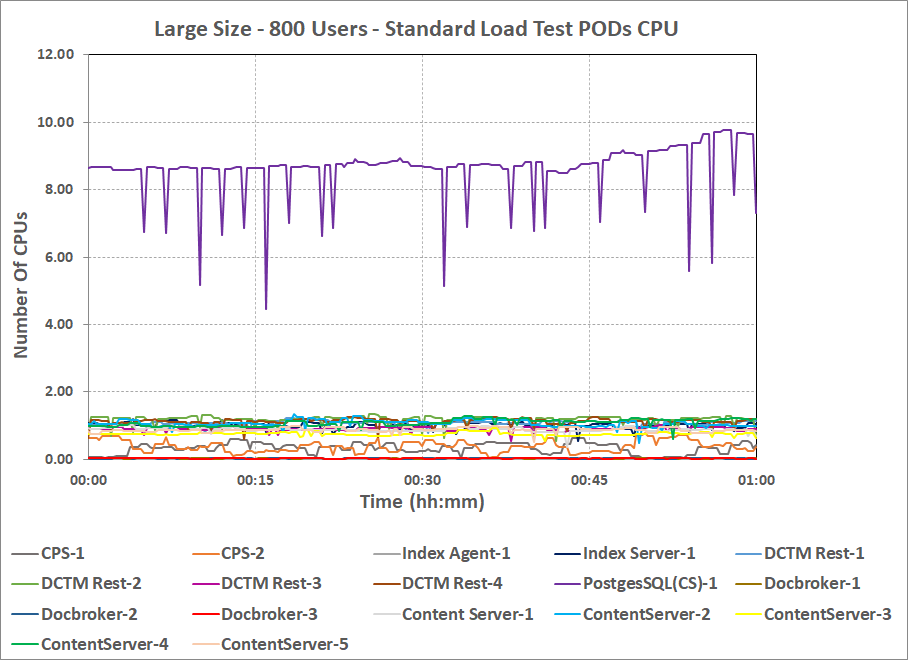 Large Size - 800 Users - Standard Load Test PODs CPU
12.00
10.00
8.00
6.00
4.00
2.00
0.00
Number Of CPUs
00:00 00:15 00:30 00:45 01:00
Time (hh:mm)
CPS-1 CPS-2 Index Agent-1 Index Server-1 DCTM Rest-1
DCTM Rest-2 DCTM Rest-3 DCTM Rest-4 PostgesSQL(CS)-1 Docbroker-1
Docbroker-2 Docbroker-3 Content Server-1 ContentServer-2 ContentServer-3
ContentServer-4 ContentServer-5